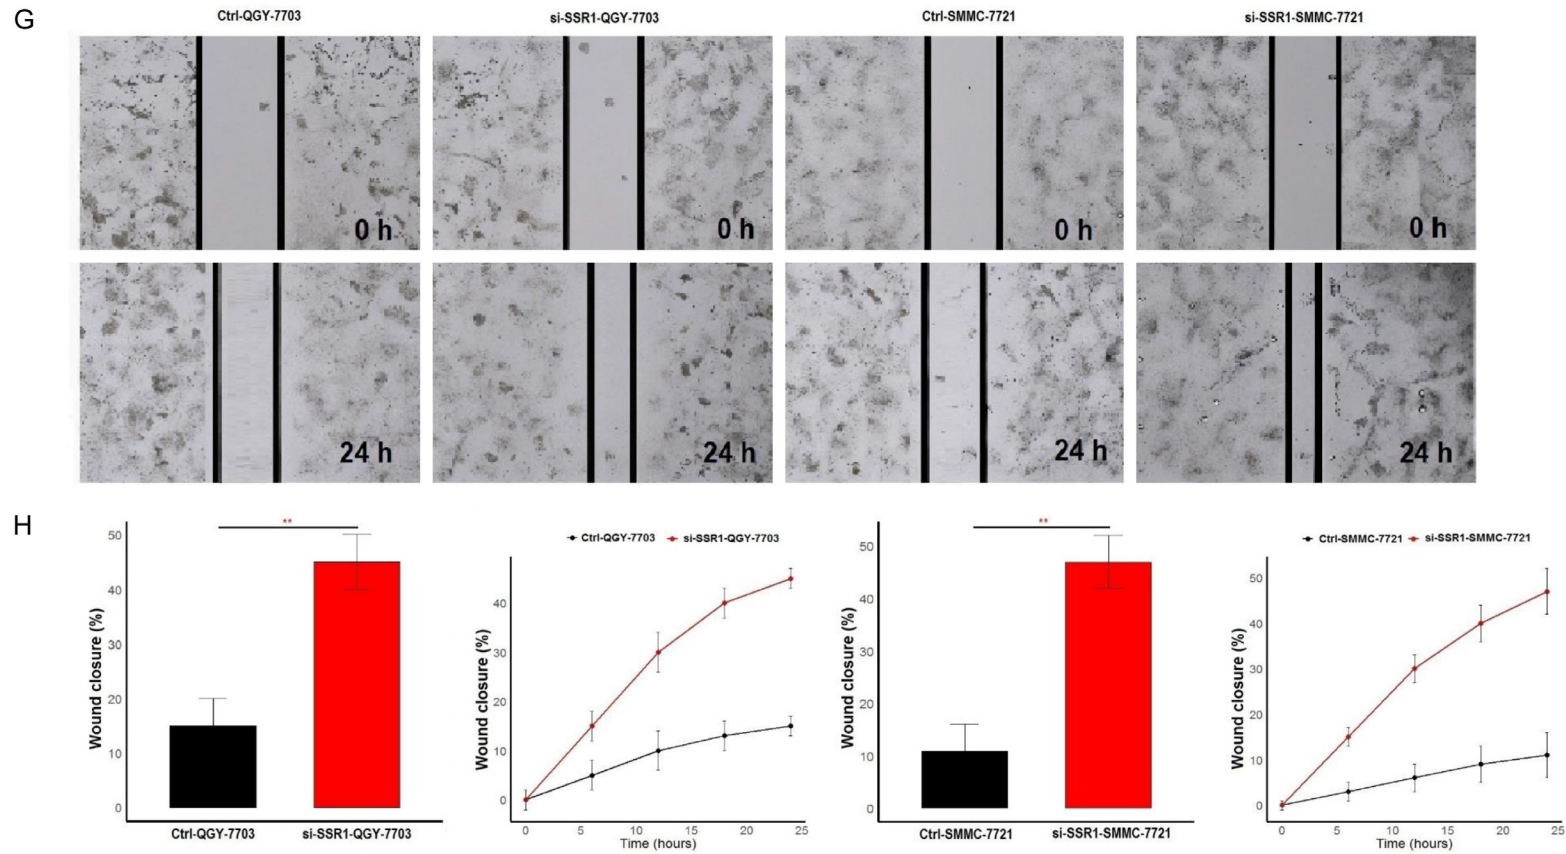 G
Ctrl-QGY-7703 si-SSR1-QGY-7703 Ctrl-SMMC-7721 si-SSR1-SMMC-7721
0 h 0 h 0 h 0 h
24 h 24 h 24 h 24 h
H
**
Wound closure (%)
50
40
30
20
10
0
Ctrl-QGY-7703 si-SSR1-QGY-7703
Ctrl-QGY-7703 si-SSR1-QGY-7703
Wound closure (%)
40
30
20
10
0
0 5 10 15 20 25
Time (hours)
**
Wound closure (%)
50
40
30
20
10
0
Ctrl-SMMC-7721 si-SSR1-SMMC-7721
Ctrl-SMMC-7721 si-SSR1-SMMC-7721
Wound closure (%)
50
40
30
20
10
0
0 5 10 15 20 25
Time (hours)